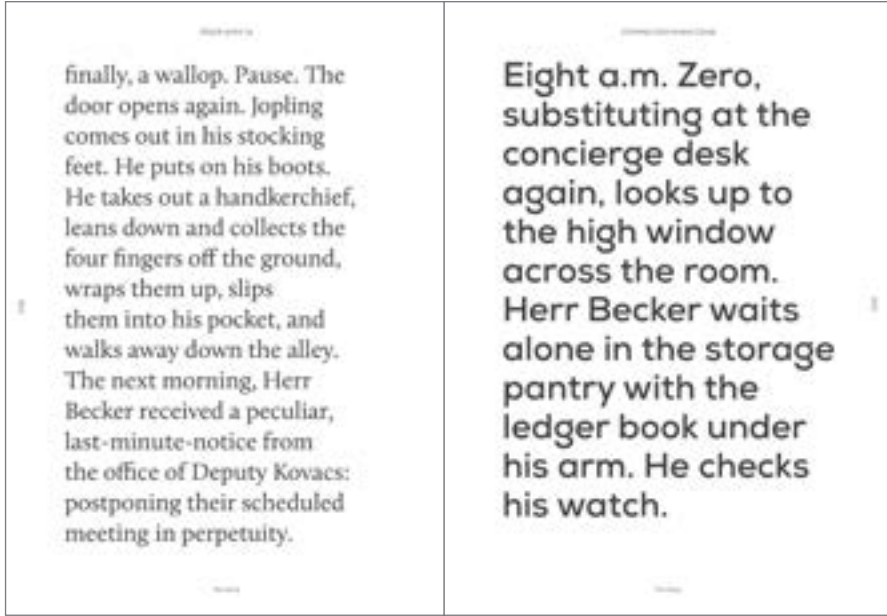 finally, a wallop. Pause. The
door opens again. Jopling
comes out in his stocking
feet. He puts on his boots.
He takes out a handkerchief,
leans down and collects the
four fingers off the ground,
wraps them up, slips
them into his pocket, and
walks away down the alley.
The next morning, Herr
Becker received a peculiar,
last-minute-notice from
the office of Deputy Kovacs:
postponing their scheduled
meeting in perpetuity.
Eight a.m. Zero,
substituting at the
concierge desk
again, looks up to
the high window
across the room.
Herr Becker waits
alone in the storage
pantry with the
ledger book under
his arm. He checks
his watch.